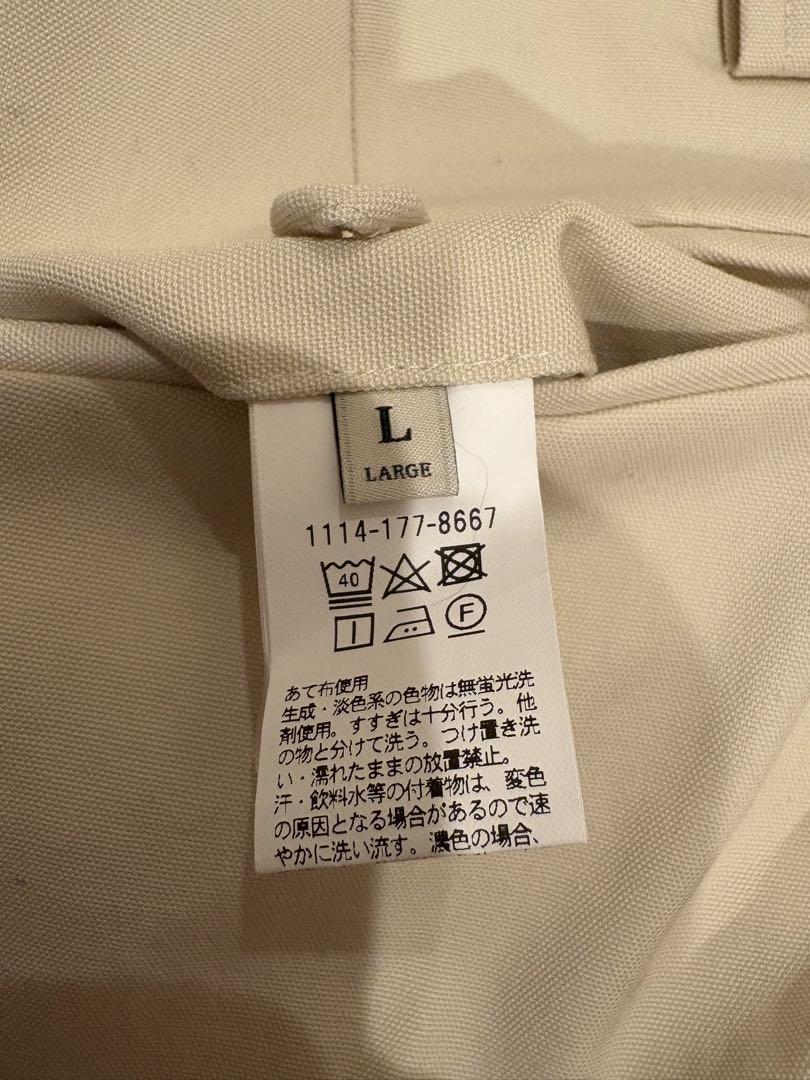 L
LARGE
1114-177-8667
40
F
あて布使用
生成・淡色系の色物は無蛍光洗
剤使用。すすぎは十分行う。他
の物と分けて洗う。つけ置き洗
い・濡れたままの放置禁止。
汗・飲料水等の付着物は、変色
の原因となる場合があるので速
やかに洗い流す。濃色の場合、